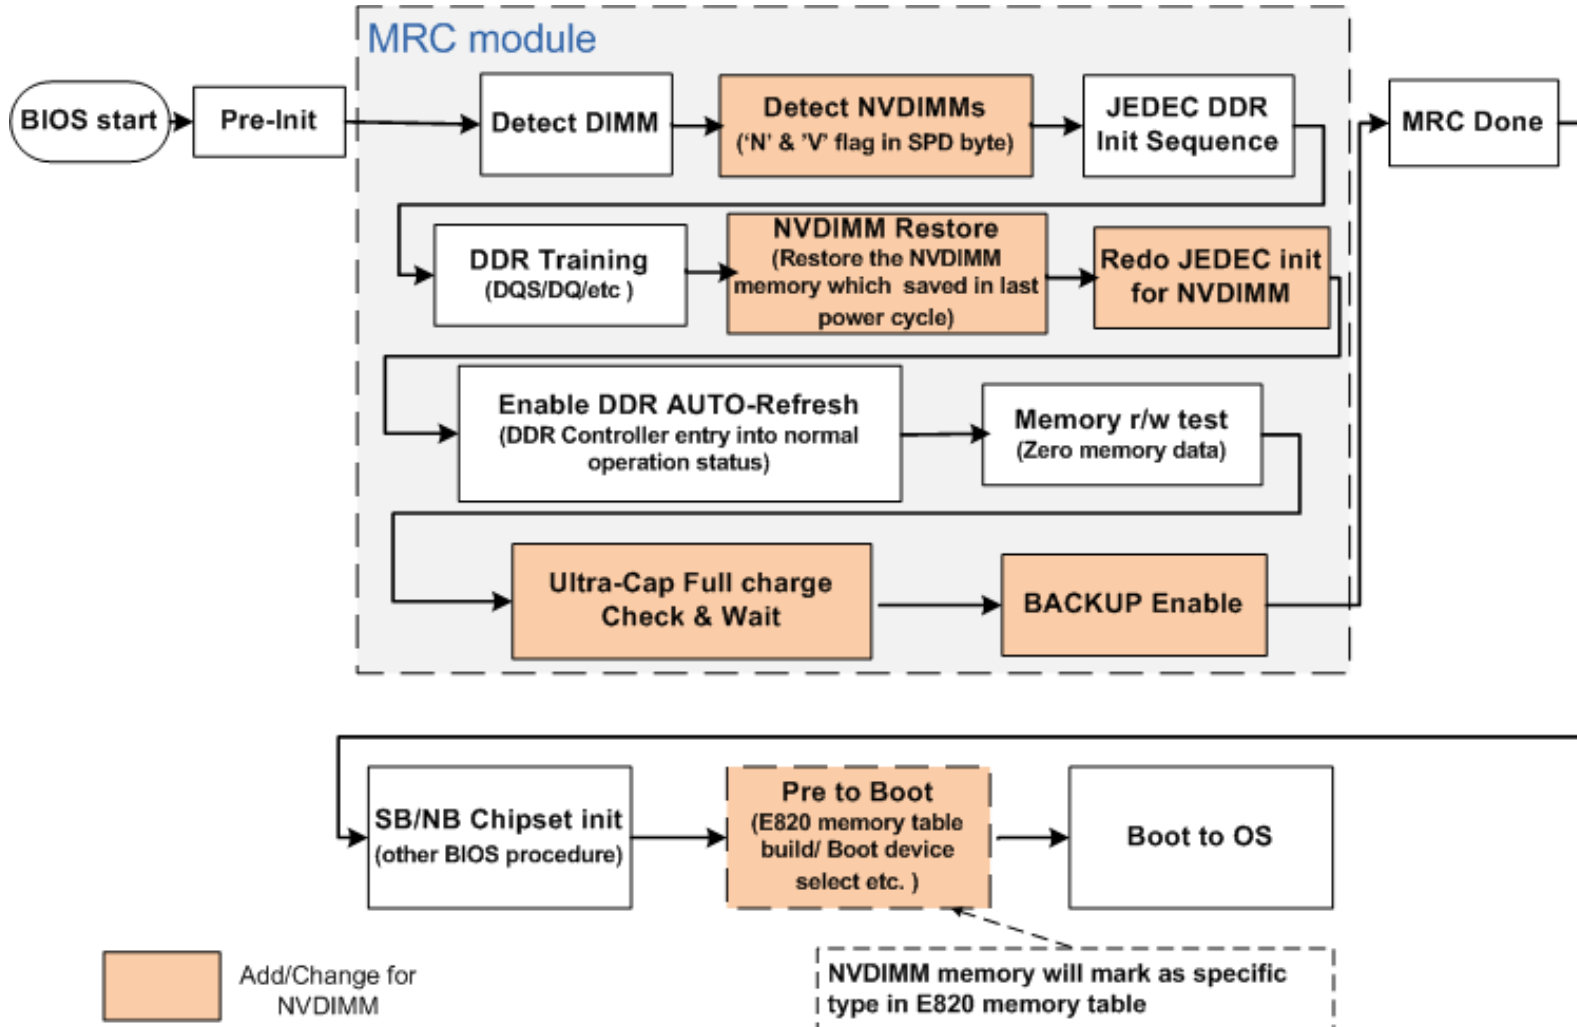 MRC module
BIOS start
Pre-Init
Detect DIMM
Detect NVDIMMs
('N' & 'V' flag in SPD byte)
JEDEC DDR
Init Sequence
MRC Done
DDR Training
(DQS/DQ/etc )
NVDIMM Restore
(Restore the NVDIMM
memory which saved in last
power cycle)
Redo JEDEC init
for NVDIMM
Enable DDR AUTO-Refresh
(DDR Controller entry into normal
operation status)
Memory r/w test
(Zero memory data)
Ultra-Cap Full charge
Check & Wait
BACKUP Enable
SB/NB Chipset init
(other BIOS procedure)
Pre to Boot
(E820 memory table
build/ Boot device
select etc. )
Boot to OS
Add/Change for
NVDIMM
NVDIMM memory will mark as specific
type in E820 memory table